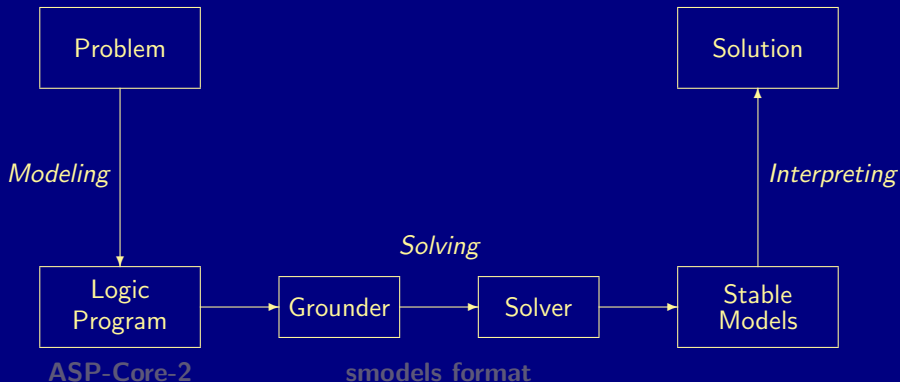 Problem
Solution
Modeling
Interpreting
Solving
Logic
Program
Grounder
Solver
Stable
Models
ASP-Core-2
smodels format